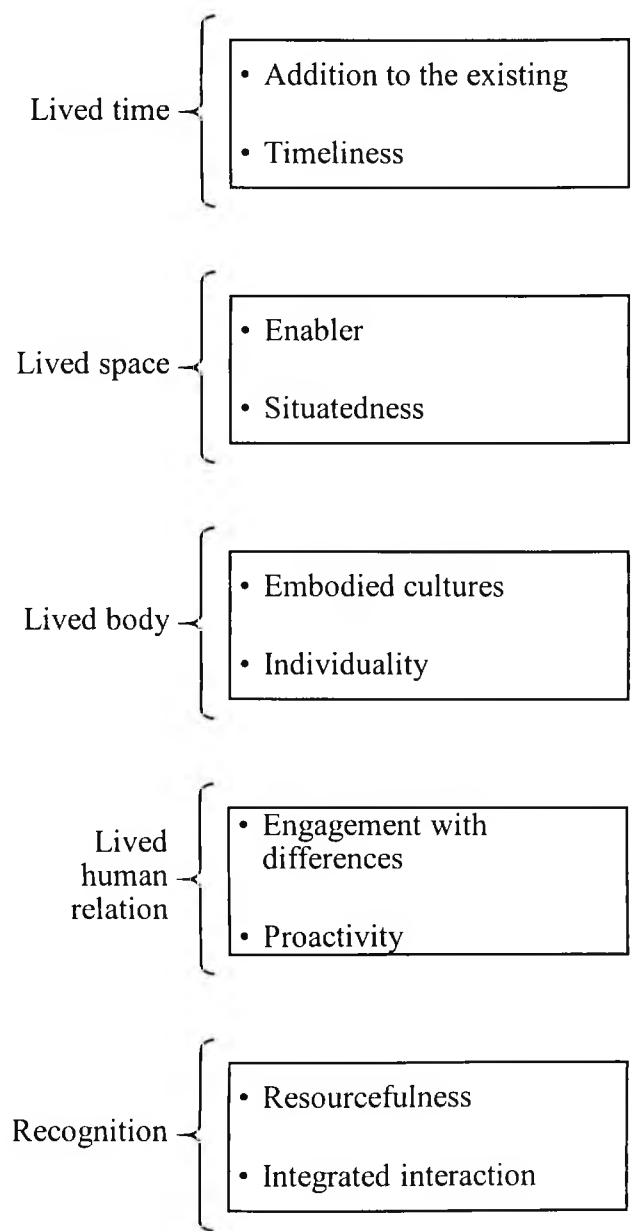 Lived time
• Addition to the existing
• Timeliness
Lived space
• Enabler
• Situatedness
Lived body
• Embodied cultures
• Individuality
Lived
human
relation
• Engagement with
differences
• Proactivity
Recognition
• Resourcefulness
• Integrated interaction